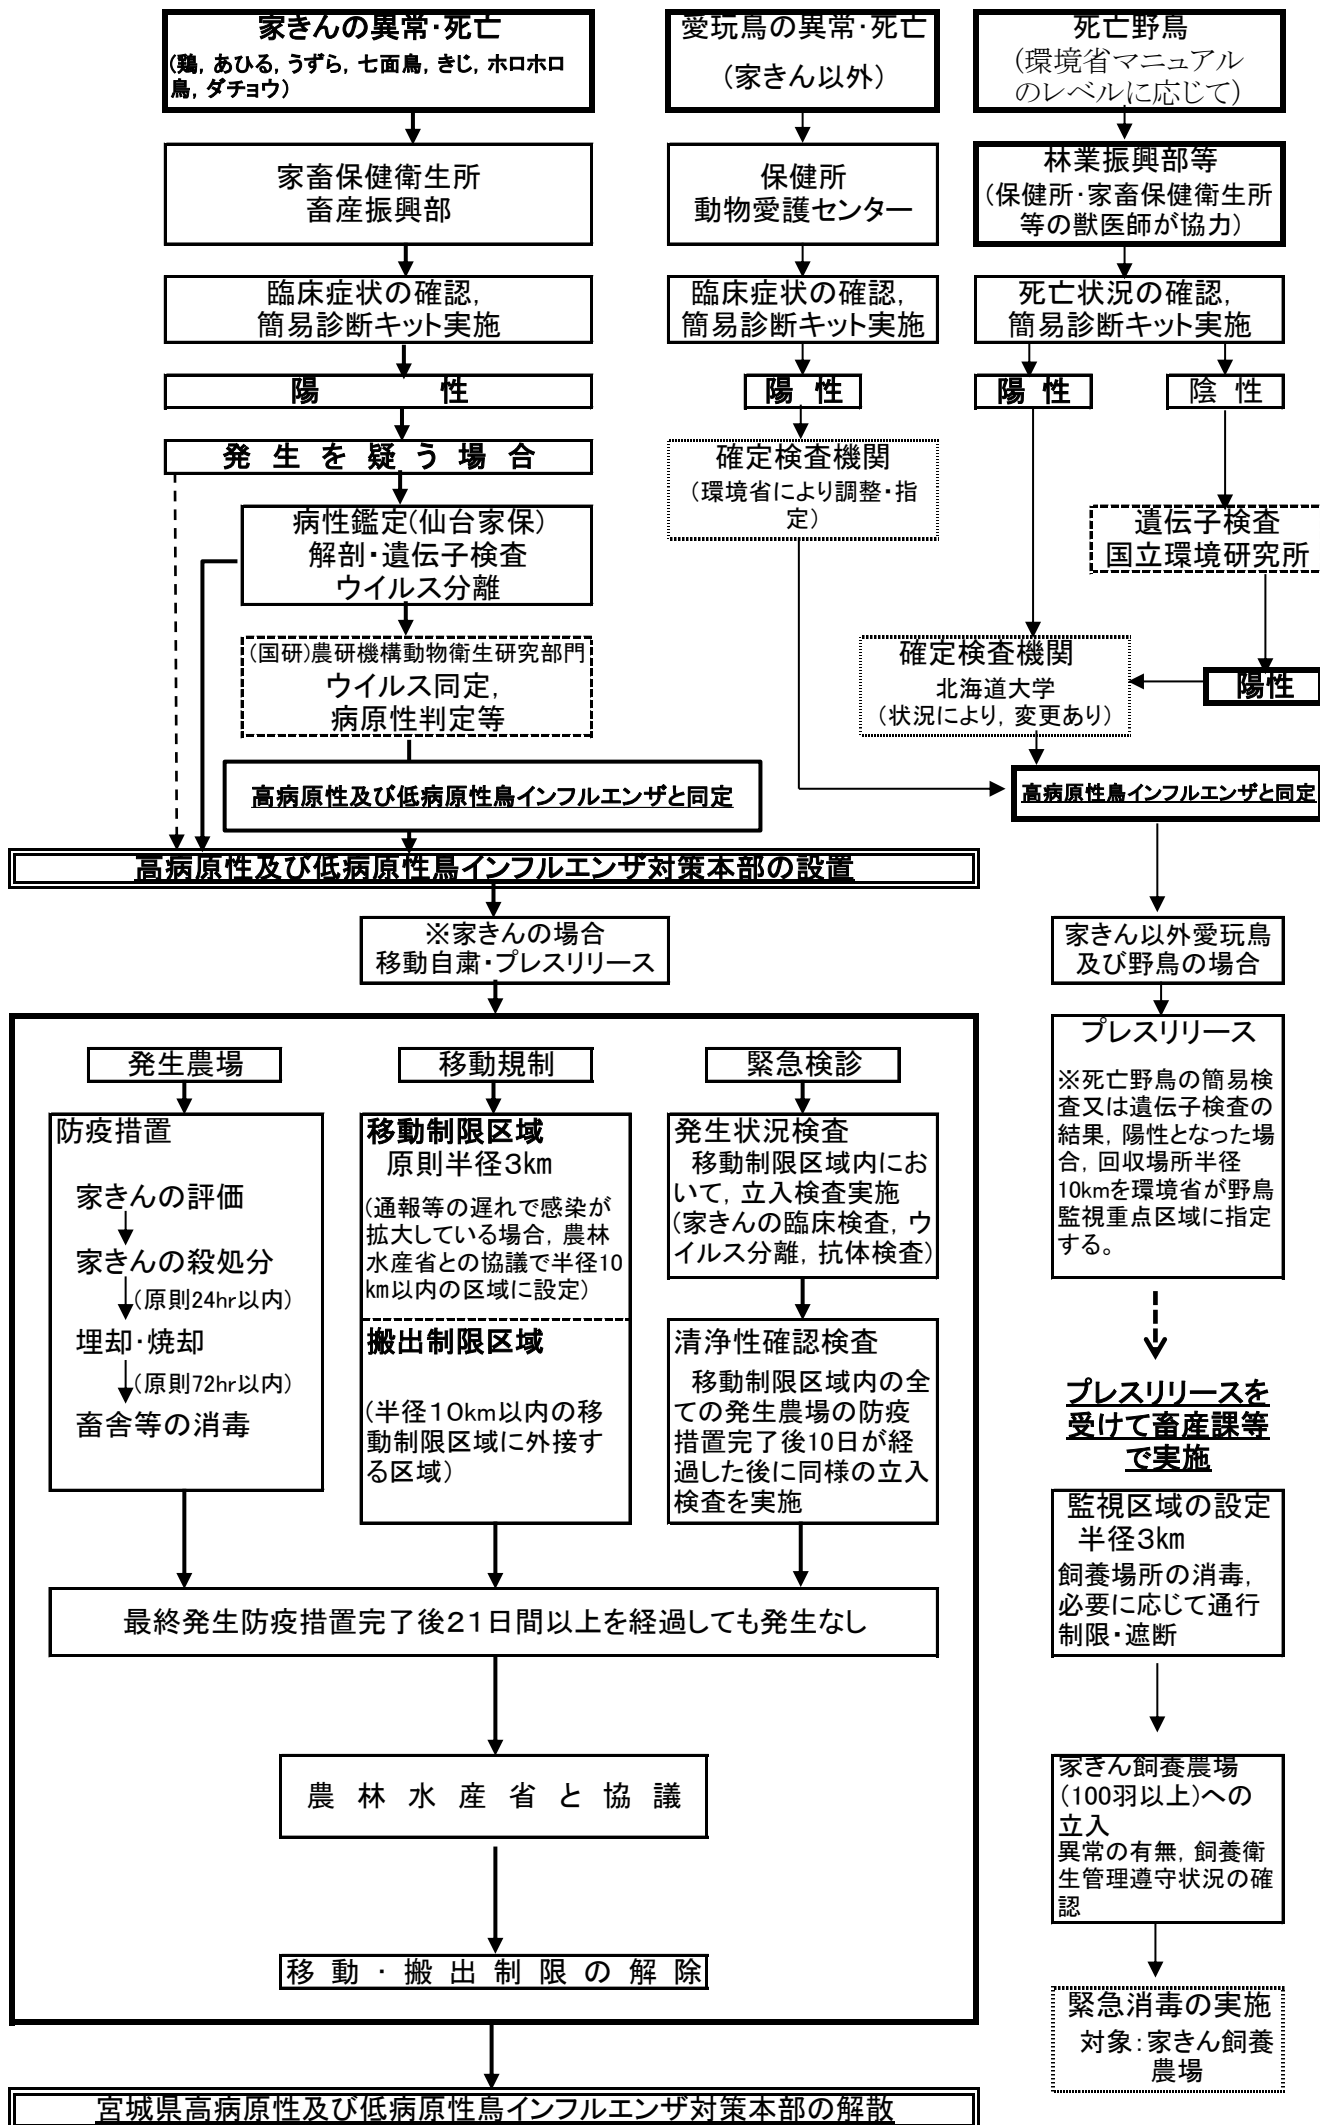 家きんの異常・死亡
(鶏，あひる，うずら，七面鳥，きじ，ホロホロ
鳥，ダチョウ)
家畜保健衛生所
畜産振興部
臨床症状の確認，
簡易診断キット実施
陽　　　　性
発 生 を 疑 う 場 合
病性鑑定(仙台家保)
解剖・遺伝子検査
ウイルス分離
(国研)農研機構動物衛生研究部門
ウイルス同定，
病原性判定等
高病原性及び低病原性鳥インフルエンザと同定
愛玩鳥の異常・死亡
(家きん以外)
保健所
動物愛護センター
臨床症状の確認，
簡易診断キット実施
陽 性
確定検査機関
(環境省により調整・指
定)
死亡野鳥
(環境省マニュアル
のレベルに応じて)
林業振興部等
(保健所・家畜保健衛生所
等の獣医師が協力)
死亡状況の確認，
簡易診断キット実施
陽 性
陰 性
遺伝子検査
国立環境研究所
陽性
確定検査機関
北海道大学
(状況により，変更あり)
高病原性鳥インフルエンザと同定
高病原性及び低病原性鳥インフルエンザ対策本部の設置
※家きんの場合
移動自粛・プレスリリース
発生農場
防疫措置
家きんの評価
家きんの殺処分
(原則24hr以内)
埋却・焼却
(原則72hr以内)
畜舎等の消毒
移動規制
移動制限区域
原則半径3km
(通報等の遅れで感染が
拡大している場合，農林
水産省との協議で半径10
km以内の区域に設定)
搬出制限区域
(半径10km以内の移
動制限区域に外接す
る区域)
緊急検診
発生状況検査
移動制限区域内にお
いて，立入検査実施
(家きんの臨床検査，ウ
イルス分離，抗体検査)
清浄性確認検査
移動制限区域内の全
ての発生農場の防疫
措置完了後10日が経
過した後に同様の立入
検査を実施
最終発生防疫措置完了後21日間以上を経過しても発生なし
農 林 水 産 省 と 協 議
移 動 ・ 搬 出 制 限 の 解 除
宮城県高病原性及び低病原性鳥インフルエンザ対策本部の解散
家きん以外愛玩鳥
及び野鳥の場合
プレスリリース
※死亡野鳥の簡易検
査又は遺伝子検査の
結果，陽性となった場
合，回収場所半径
10kmを環境省が野鳥
監視重点区域に指定
する。
プレスリリースを
受けて畜産課等
で実施
監視区域の設定
半径3km
飼養場所の消毒，
必要に応じて通行
制限・遮断
家きん飼養農場
(100羽以上)への
立入
異常の有無，飼養衛
生管理遵守状況の確
認
緊急消毒の実施
対象：家きん飼養
農場